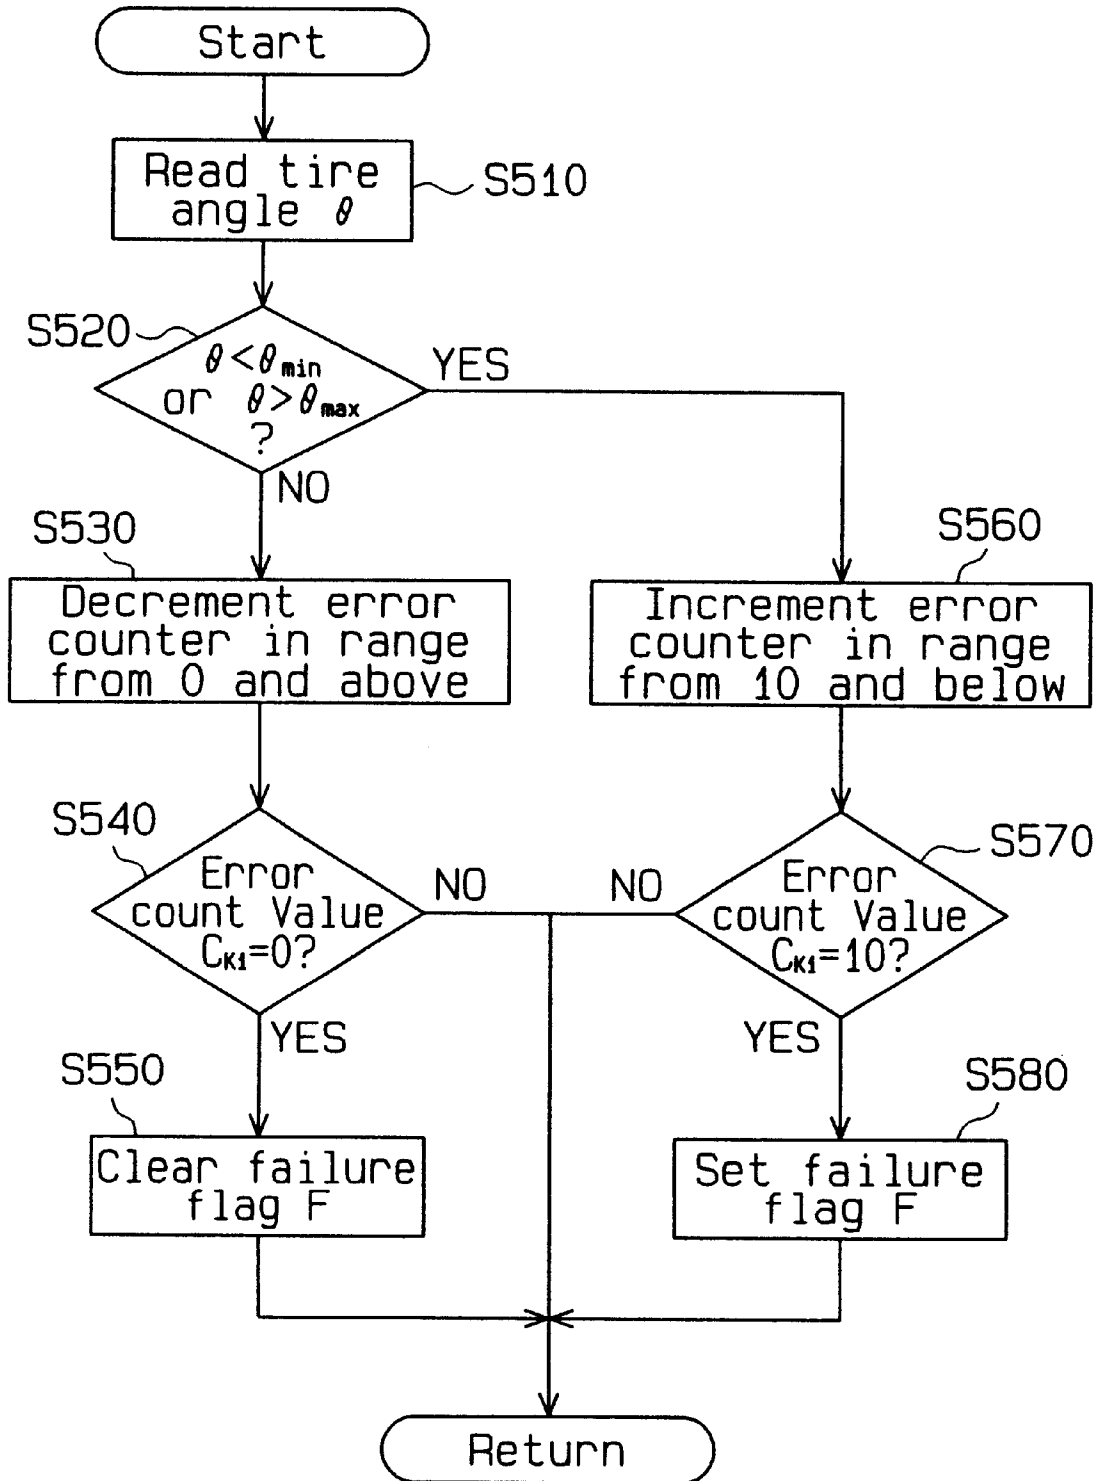 Start
Read tire
angle θ
S510
S520
θ<θmin
or θ>θmax
?
YES
NO
S530
Decrement error
counter in range
from 0 and above
S560
Increment error
counter in range
from 10 and below
S540
Error
count Value
CK1=0?
NO
NO
S570
Error
count Value
CK1=10?
YES
YES
S550
Clear failure
flag F
S580
Set failure
flag F
Return